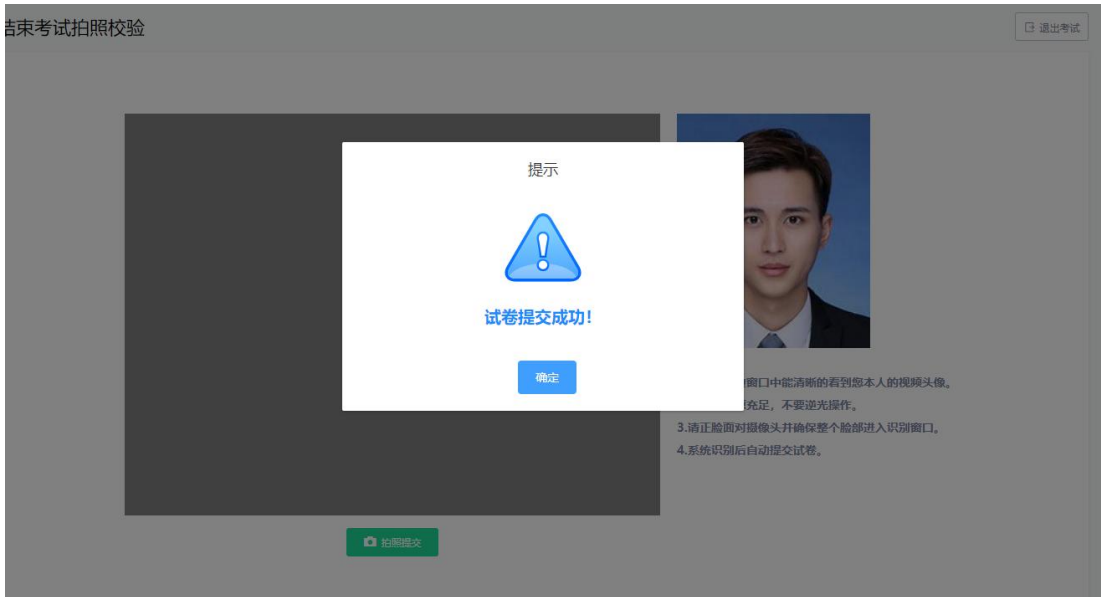 结束考试拍照校验
退出考试
提示
试卷提交成功!
确定
窗口中能清晰的看到您本人的视频头像。
充足，不要逆光操作。
3.请正脸面对摄像头并确保整个脸部进入识别窗口。
4.系统识别后自动提交试卷。
拍照提交